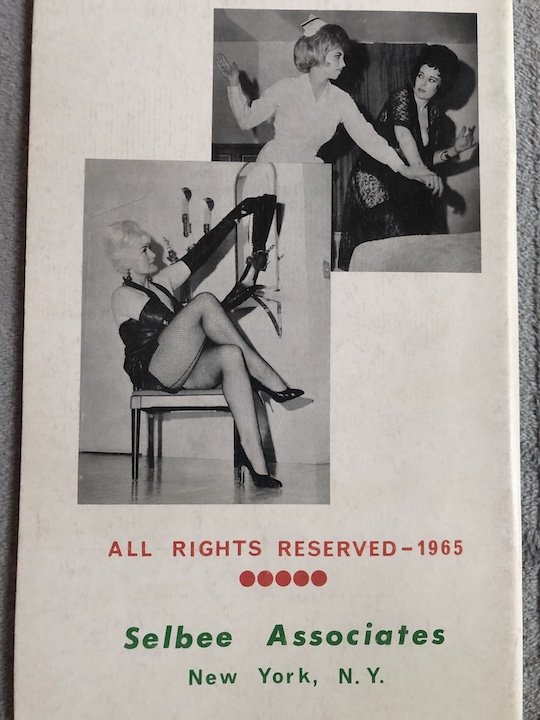 ALL RIGHTS RESERVED-1965
Selbee Associates
New York, N.Y.